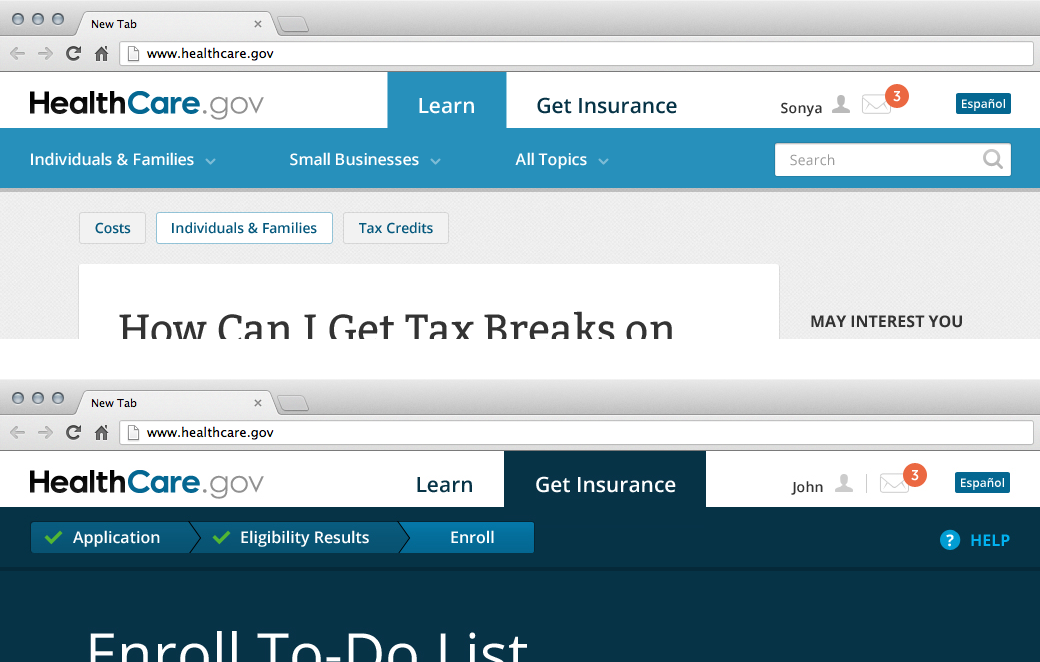 New Tab
www.healthcare.gov
HealthCare.gov Learn Get Insurance Sonya 3 Español
Individuals & Families Small Businesses All Topics Search
Costs Individuals & Families Tax Credits
How Can I Get Tax Breaks on
MAY INTEREST YOU
New Tab
www.healthcare.gov
HealthCare.gov Learn Get Insurance John 3 Español
Application Eligibility Results Enroll ? HELP
Enroll To-Do List